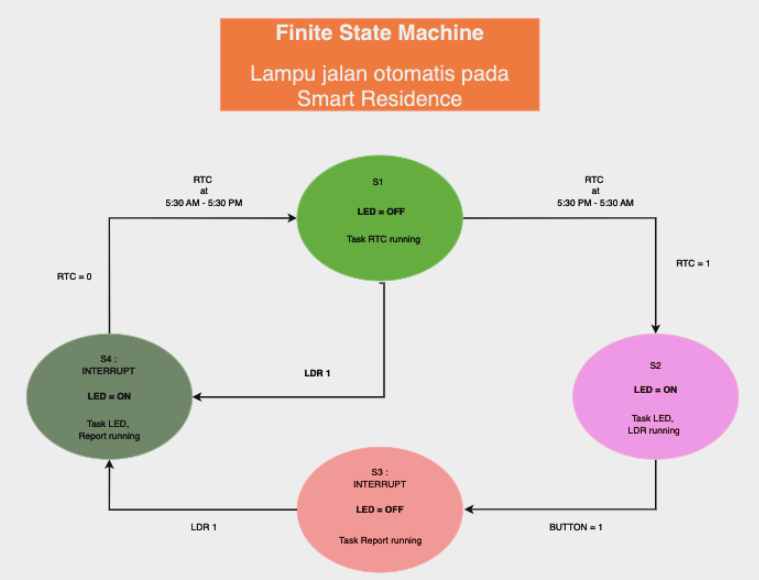 Finite State Machine
Lampu jalan otomatis pada
Smart Residence
RTC
at
5:30 AM - 5:30 PM
S1
LED = OFF
Task RTC running
RTC
at
5:30 PM - 5:30 AM
RTC = 0
RTC = 1
S4 :
INTERRUPT
LED = ON
Task LED,
Report running
LDR 1
S2
LED = ON
Task LED,
LDR running
S3 :
INTERRUPT
LED = OFF
Task Report running
LDR 1
BUTTON = 1